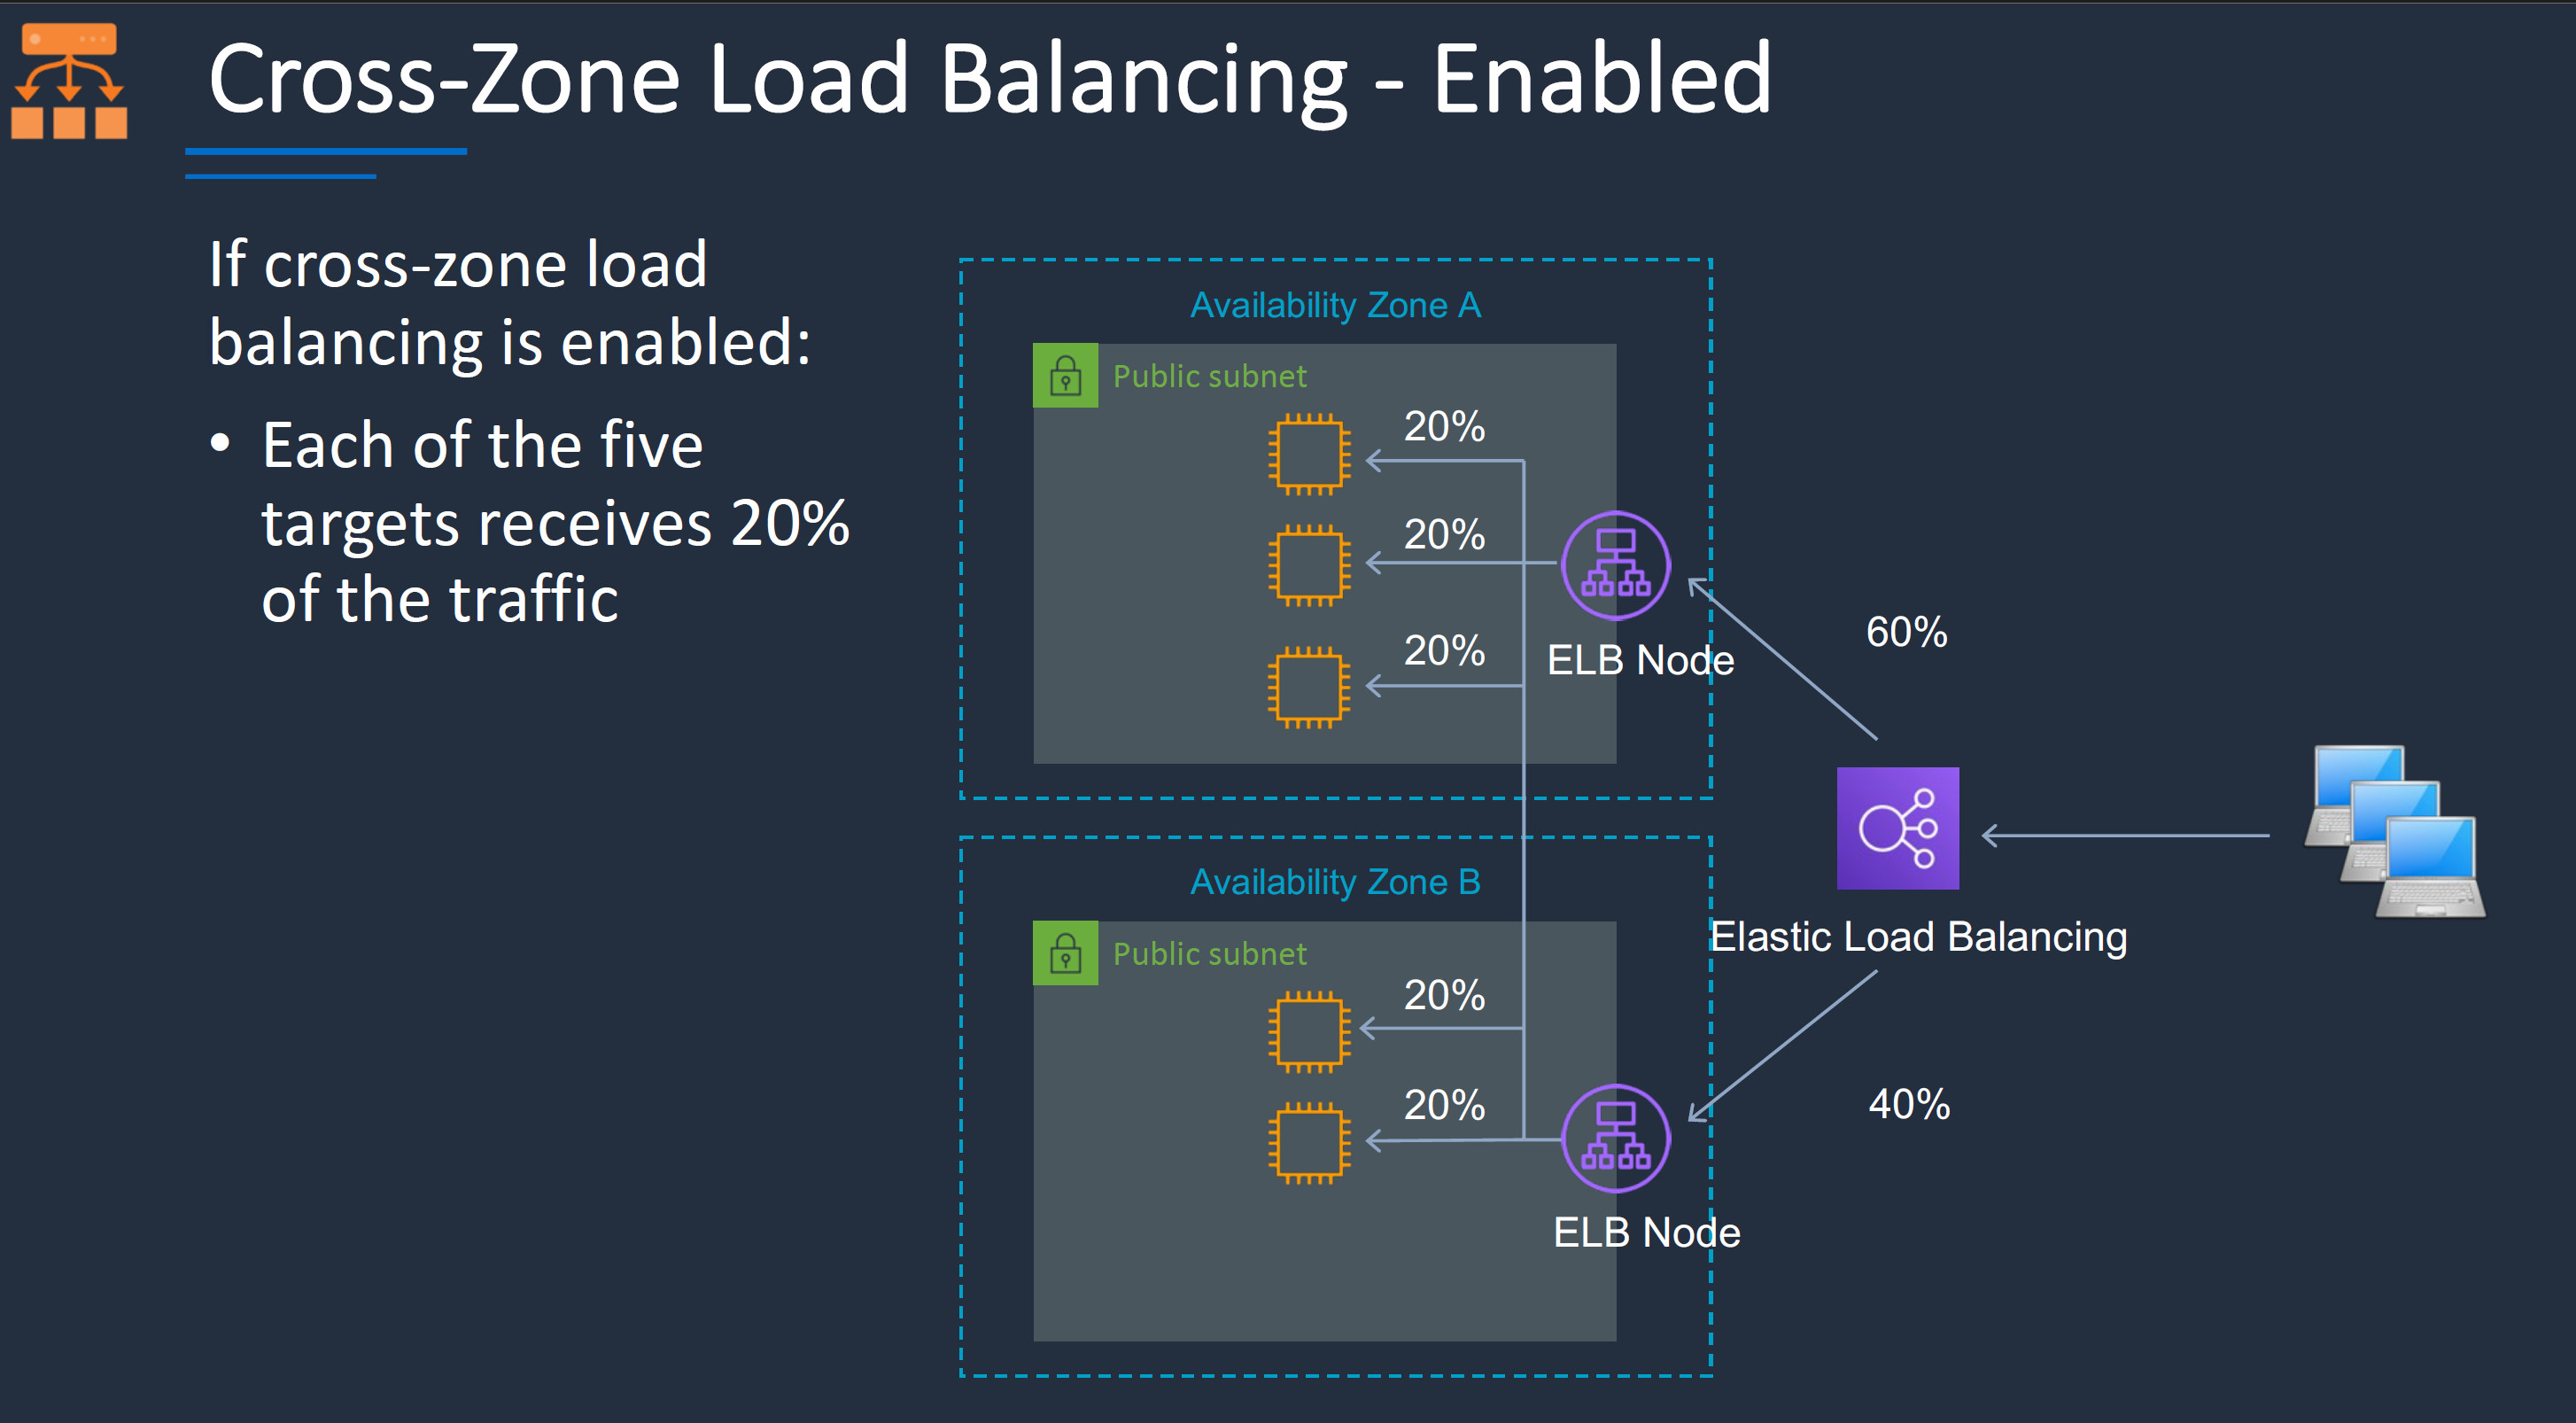 Cross-Zone Load Balancing - Enabled
If cross-zone load
balancing is enabled:
• Each of the five
targets receives 20%
of the traffic
Availability Zone A
Public subnet
20%
20%
20%
ELB Node
60%
Elastic Load Balancing
Availability Zone B
Public subnet
20%
20%
40%
ELB Node